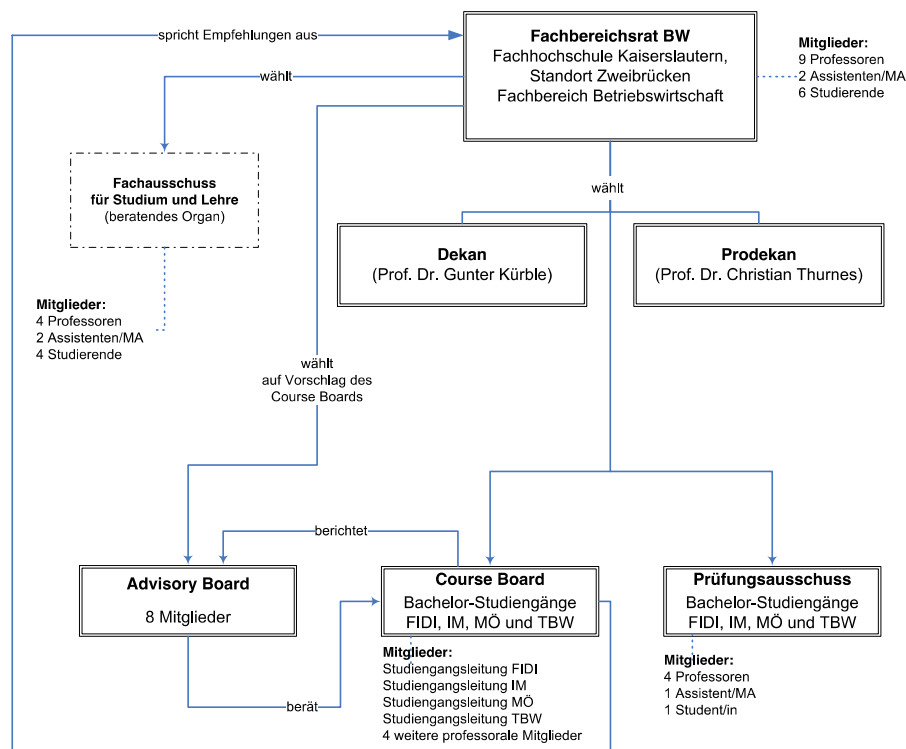 spricht Empfehlungen aus
Fachbereichsrat BW
Fachhochschule Kaiserslautern,
Standort Zweibrücken
Fachbereich Betriebswirtschaft
Mitglieder:
9 Professoren
2 Assistenten/MA
6 Studierende
wählt
Fachausschuss
für Studium und Lehre
(beratendes Organ)
Mitglieder:
4 Professoren
2 Assistenten/MA
4 Studierende
wählt
Dekan
(Prof. Dr. Gunter Kürble)
Prodekan
(Prof. Dr. Christian Thurnes)
wählt
auf Vorschlag des
Course Boards
berichtet
Advisory Board
8 Mitglieder
Course Board
Bachelor-Studiengänge
FIDI, IM, MÖ und TBW
Prüfungsausschuss
Bachelor-Studiengänge
FIDI, IM, MÖ und TBW
berät
Mitglieder:
Studiengangsleitung FIDI
Studiengangsleitung IM
Studiengangsleitung MÖ
Studiengangsleitung TBW
4 weitere professorale Mitglieder
Mitglieder:
4 Professoren
1 Assistent/MA
1 Student/in